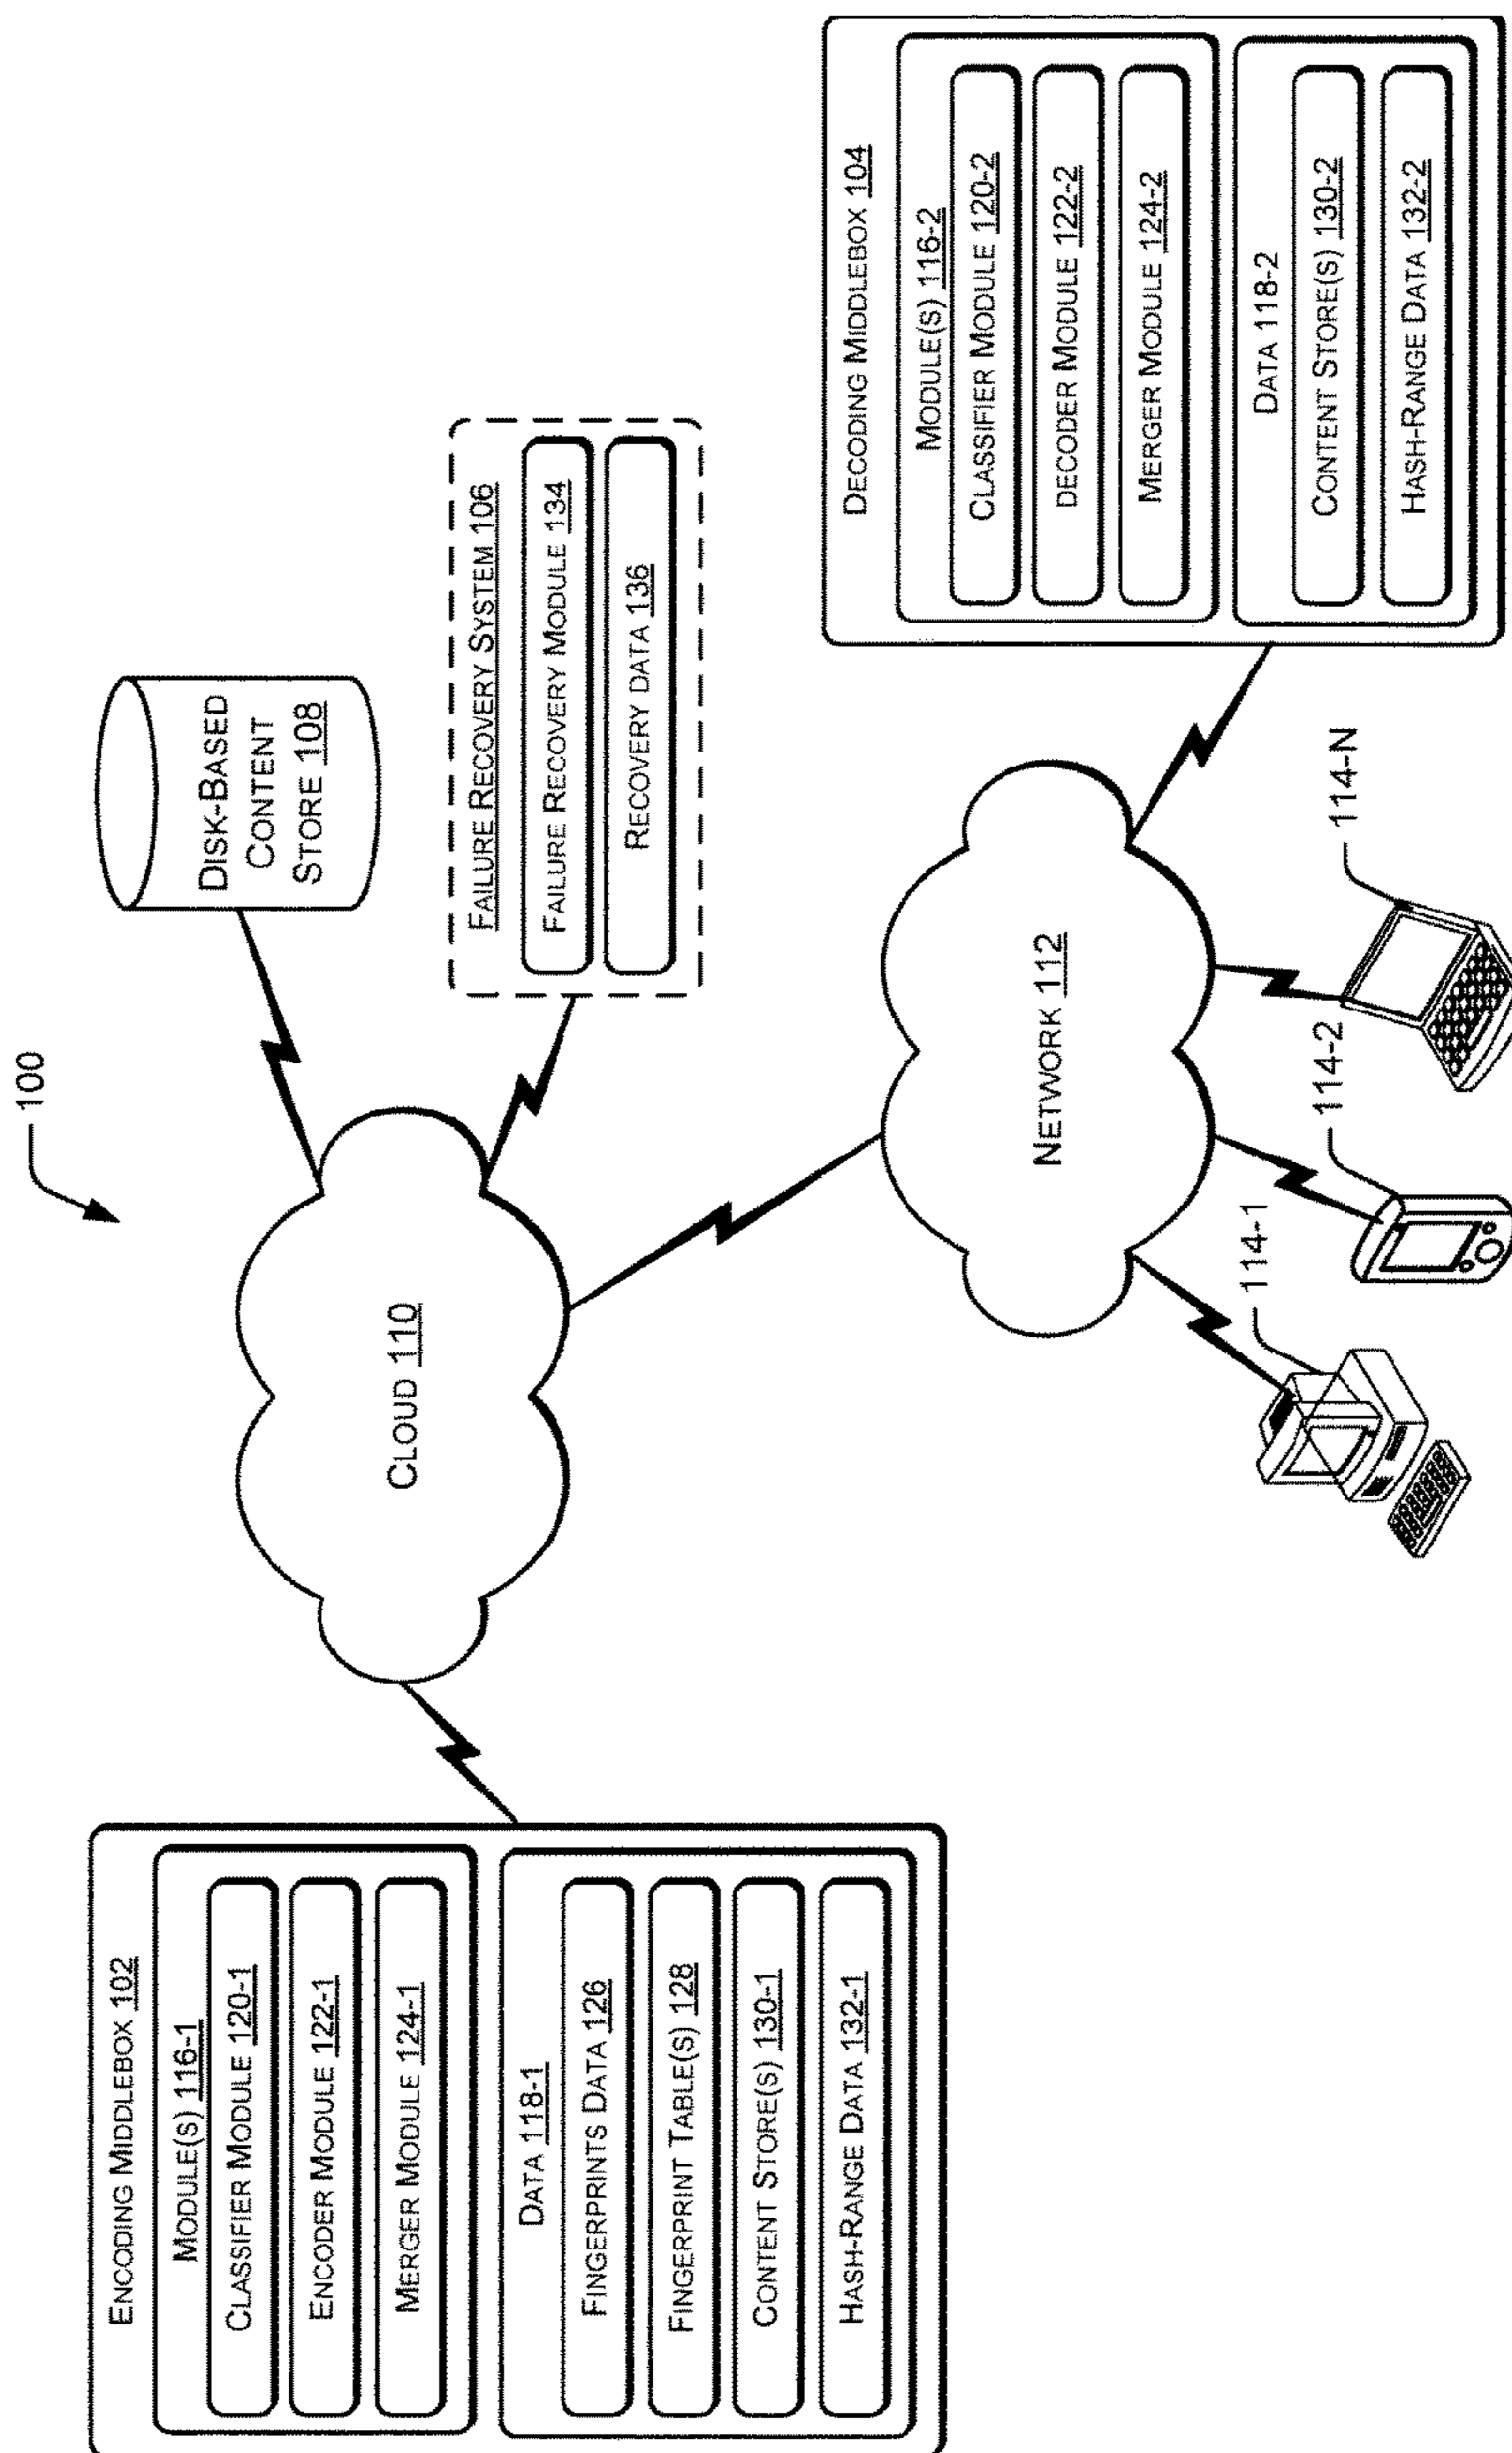 100
ENCODING MIDDLEBOX 102
MODULE(S) 116-1
CLASSIFIER MODULE 120-1
ENCODER MODULE 122-1
MERGER MODULE 124-1
DATA 118-1
FINGERPRINTS DATA 126
FINGERPRINT TABLE(S) 128
CONTENT STORE(S) 130-1
HASH-RANGE DATA 132-1
CLOUD 110
DISK-BASED
CONTENT
STORE 108
FAILURE RECOVERY SYSTEM 106
FAILURE RECOVERY MODULE 134
RECOVERY DATA 136
NETWORK 112
114-1
114-2
114-N
DECODING MIDDLEBOX 104
MODULE(S) 116-2
CLASSIFIER MODULE 120-2
DECODER MODULE 122-2
MERGER MODULE 124-2
DATA 118-2
CONTENT STORE(S) 130-2
HASH-RANGE DATA 132-2